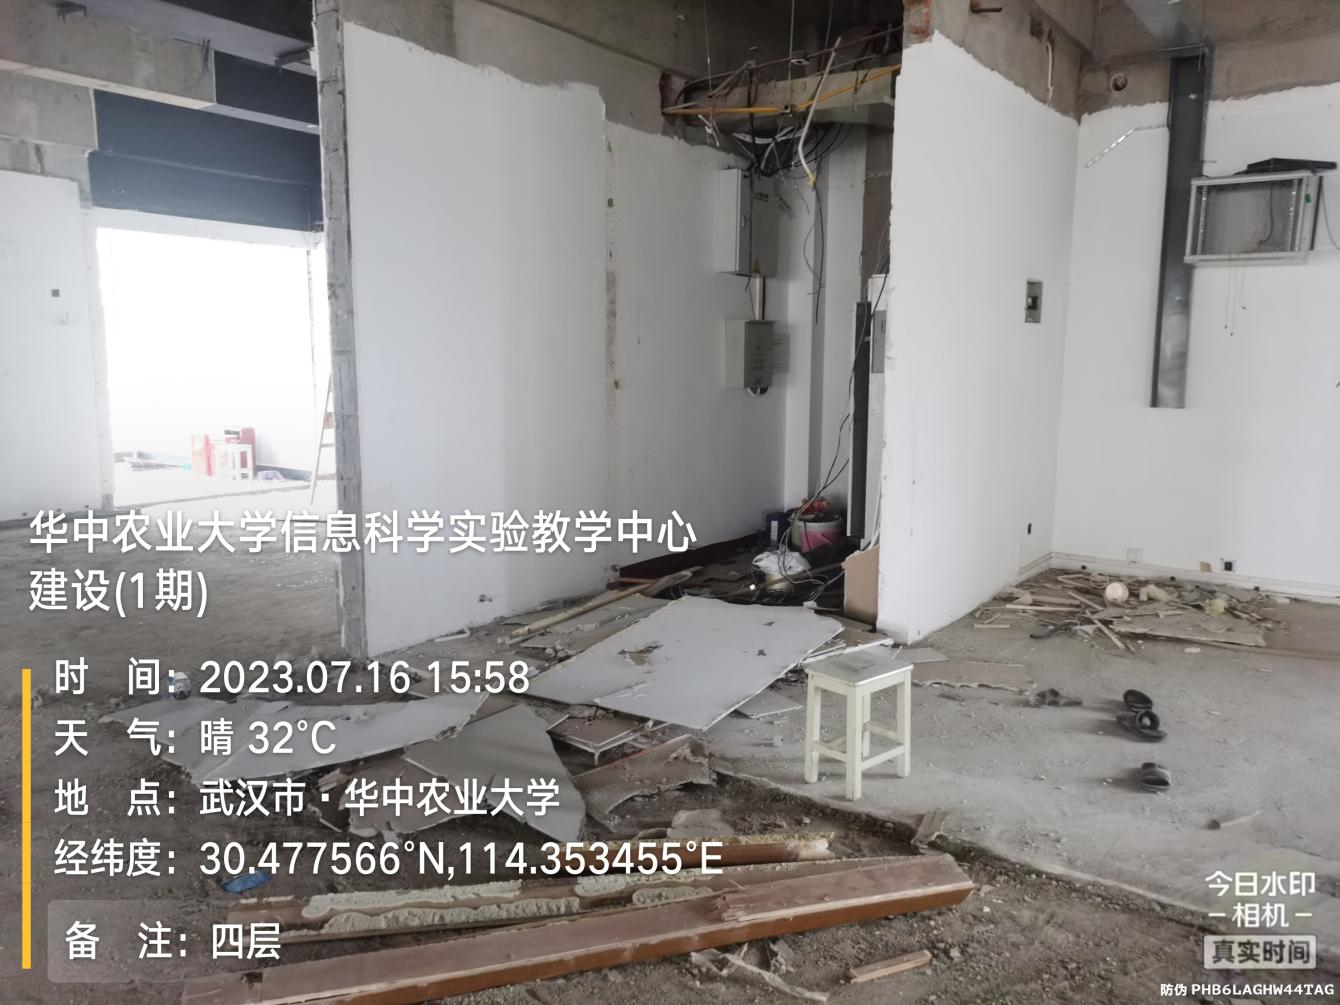 华中农业大学信息科学实验教学中心
建设(1期)
时 间：2023.07.16 15:58
天 气：晴 32°C
地 点：武汉市·华中农业大学
经纬度：30.477566°N,114.353455°E
备 注：四层
今日水印
-相机-
真实时间
防伪 PHB6LAGHW44TAG